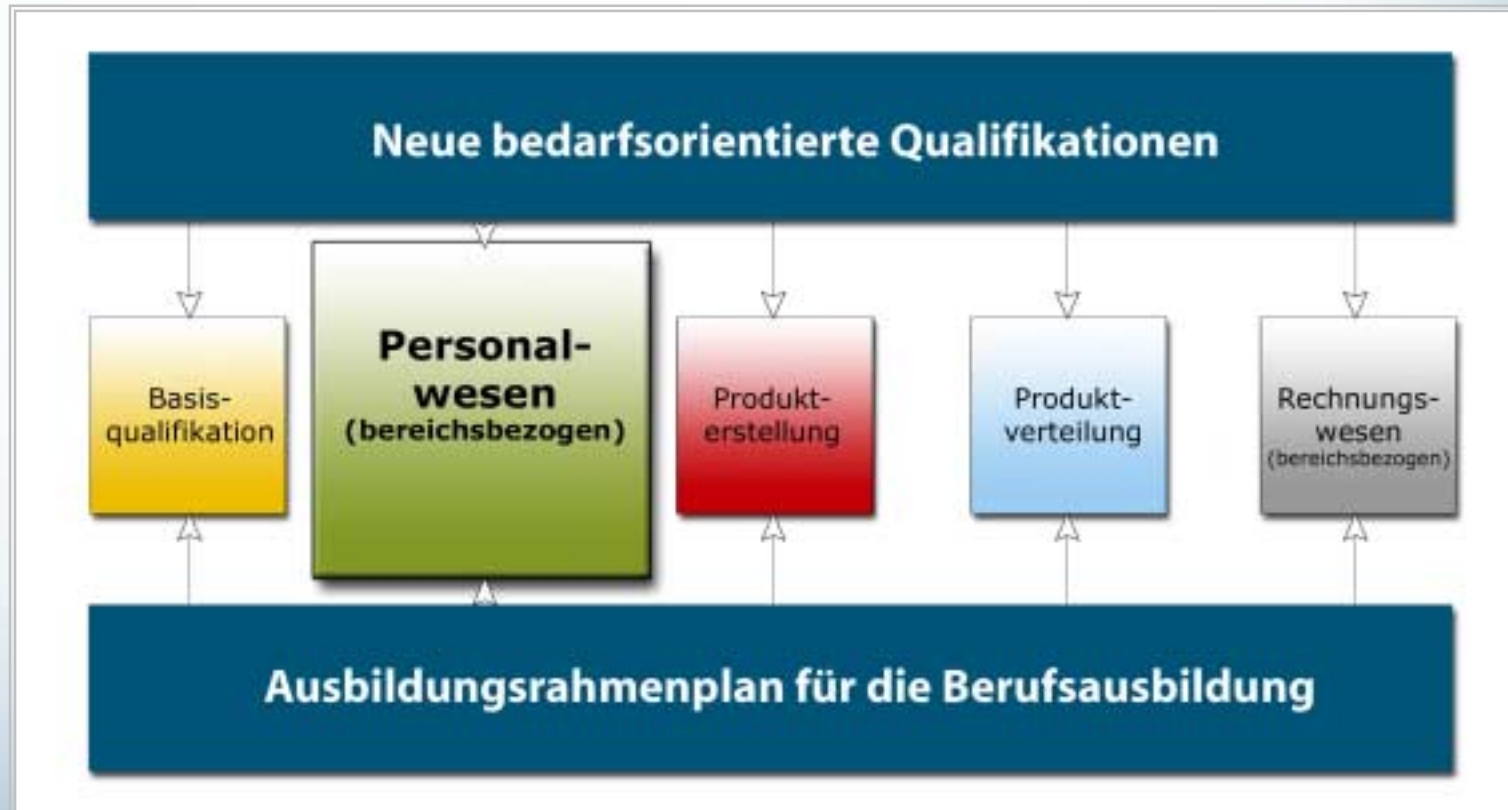 Neue bedarfsorientierte Qualifikationen
Basis-
qualifikation
Personal-
wesen
(bereichsbezogen)
Produkt-
erstellung
Produkt-
verteilung
Rechnungs-
wesen
(bereichsbezogen)
Ausbildungsrahmenplan für die Berufsausbildung